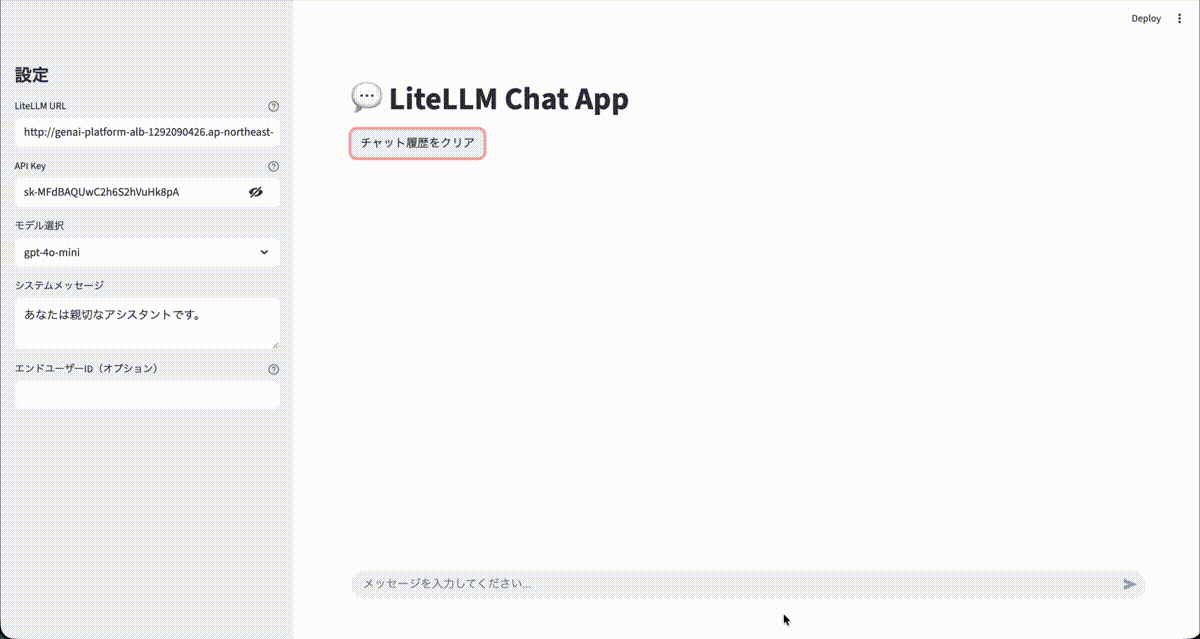 Deploy
設定
LiteLLM URL
http://genai-platform-alb-1292090426.ap-northeast-
API Key
sk-MFdBAQUwC2h6S2hVuHk8pA
モデル選択
gpt-4o-mini
システムメッセージ
あなたは親切なアシスタントです。
エンドユーザーID（オプション）
LiteLLM Chat App
チャット履歴をクリア
メッセージを入力してください...